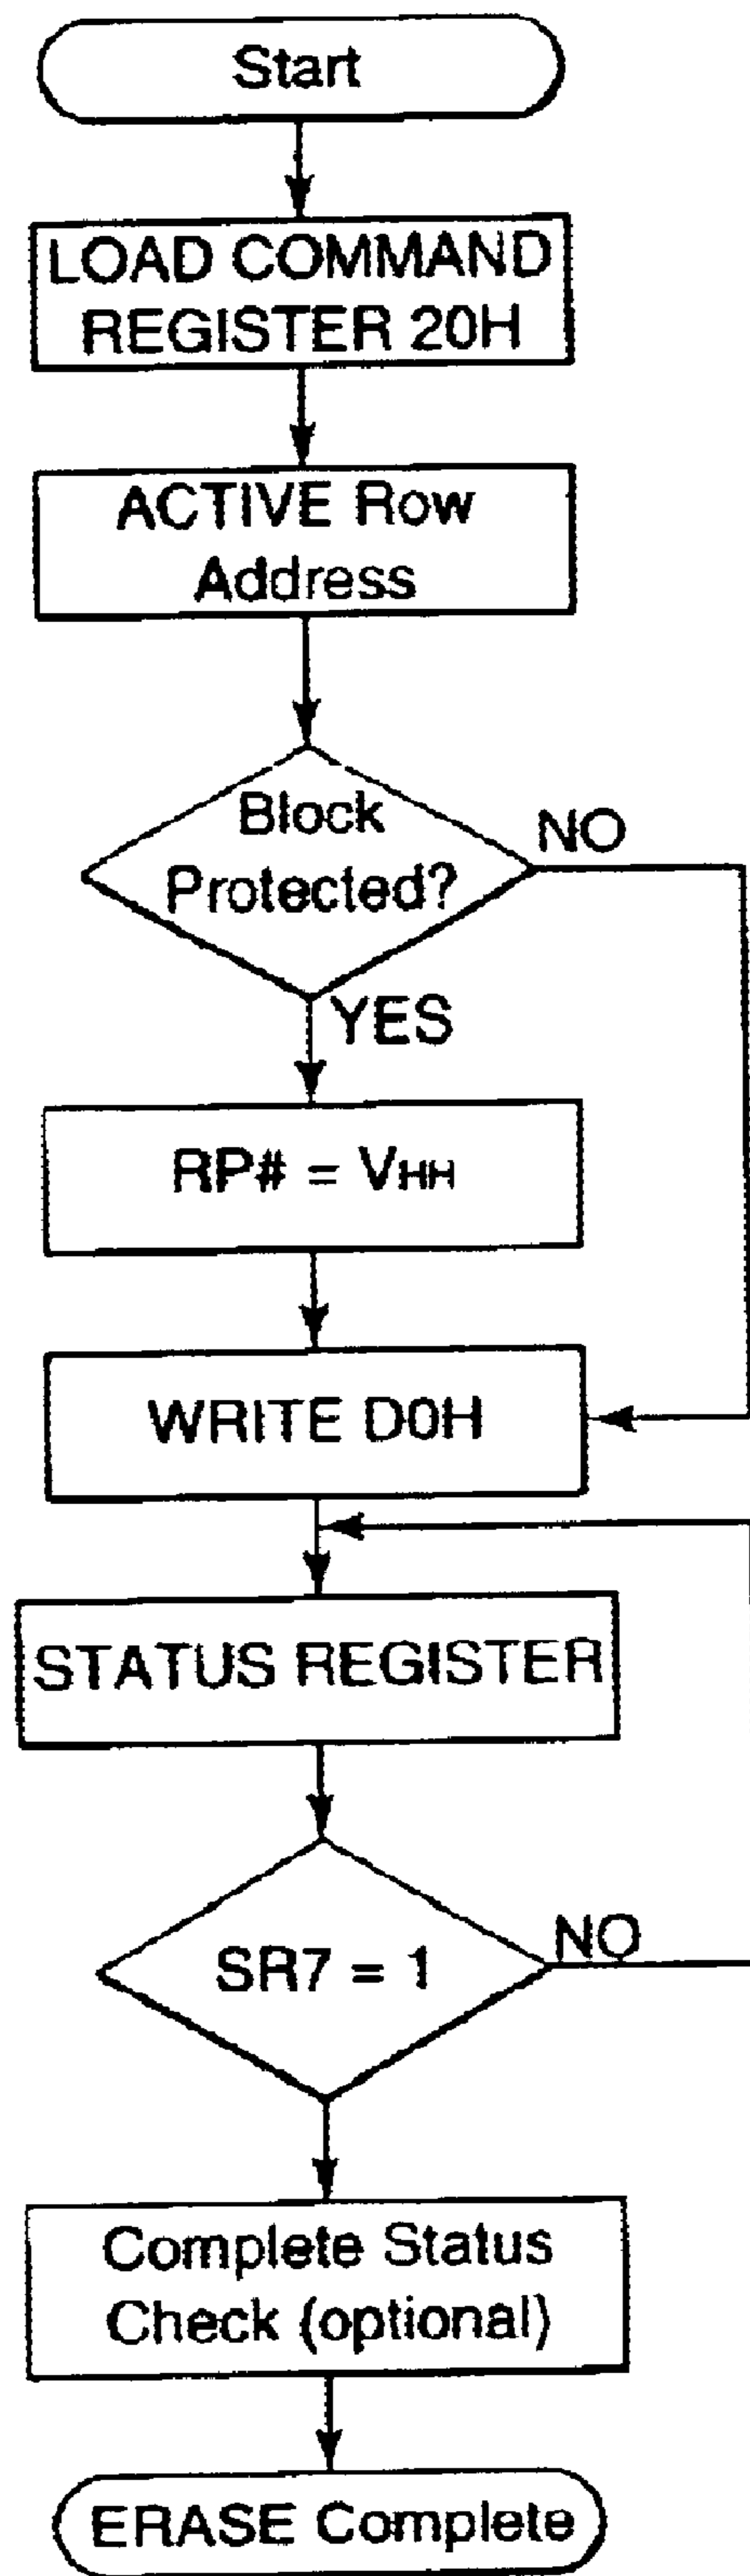 Start
LOAD COMMAND
REGISTER 20H
ACTIVE Row
Address
Block
Protected?
NO
YES
RP# = VHH
WRITE D0H
STATUS REGISTER
SR7 = 1
NO
Complete Status
Check (optional)
ERASE Complete